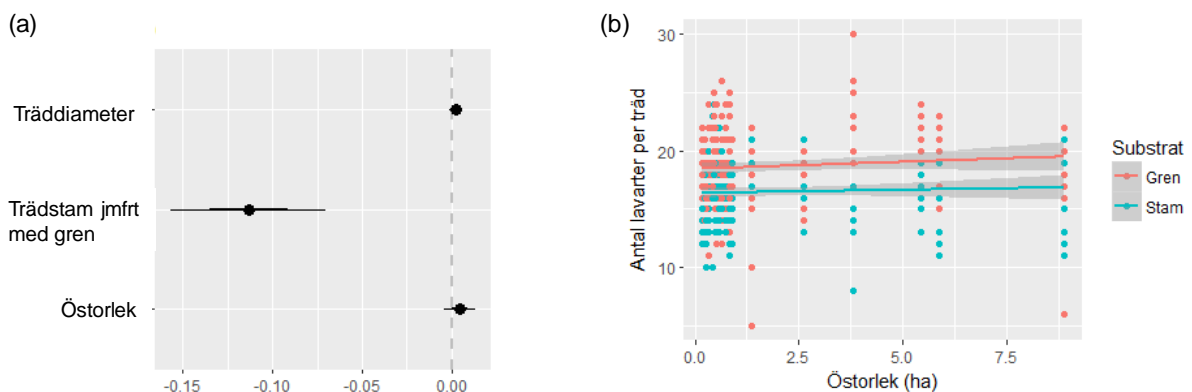 (a)
Träddiameter
Trädstam jmfrt
med gren
Östorlek
-0.15
-0.10
-0.05
0.00
(b)
Antal lavarter per träd
30
20
10
0.0
2.5
5.0
7.5
Östorlek (ha)
Substrat
Gren
Stam